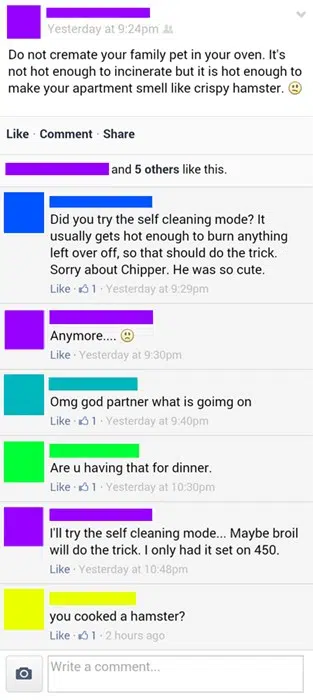 Yesterday at 9:24pm
Do not cremate your family pet in your oven. It's
not hot enough to incinerate but it is hot enough to
make your apartment smell like crispy hamster.
Like · Comment · Share
and 5 others like this.
Did you try the self cleaning mode? It
usually gets hot enough to burn anything
left over off, so that should do the trick.
Sorry about Chipper. He was so cute.
Like · 1 · Yesterday at 9:29pm
Anymore....
Like · Yesterday at 9:30pm
Omg god partner what is goimg on
Like · 1 · Yesterday at 9:40pm
Are u having that for dinner.
Like · 1 · Yesterday at 10:30pm
I'll try the self cleaning mode... Maybe broil
will do the trick. I only had it set on 450.
Like · Yesterday at 10:48pm
you cooked a hamster?
Like · 1 · 2 hours ago
Write a comment...